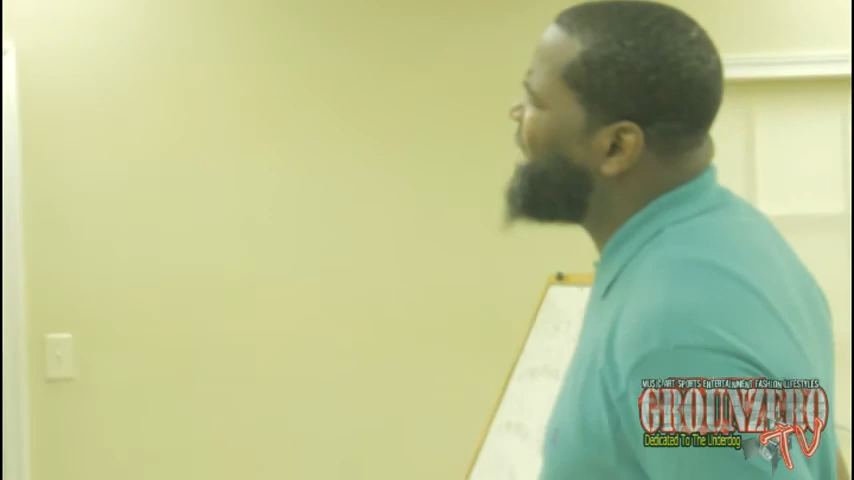 MUSIC ART SPORTS ENTERTAINMENT FASHION LIFESTYLES
GROUNZERO
Dedicated To The Underdog
TV